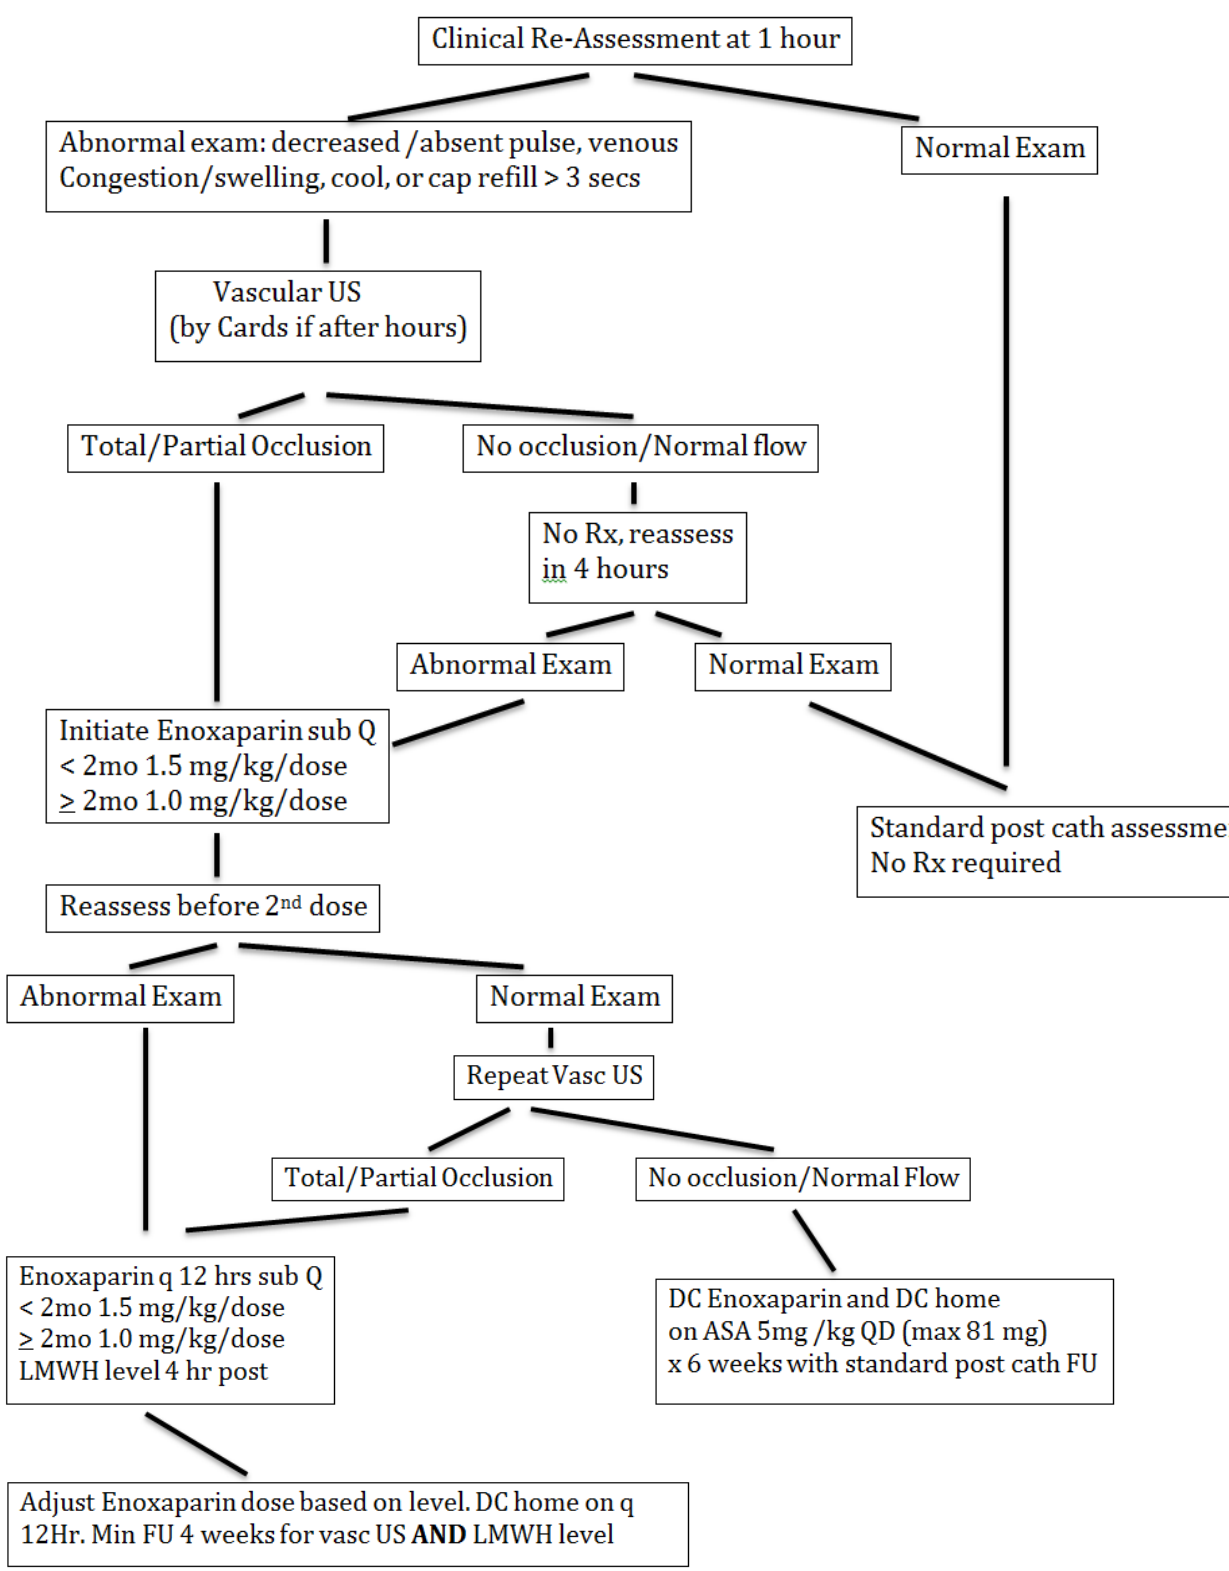 Clinical Re-Assessment at 1 hour
Abnormal exam: decreased /absent pulse, venous
Congestion/swelling, cool, or cap refill > 3 secs
Normal Exam
Vascular US
(by Cards if after hours)
Total/Partial Occlusion
No occlusion/Normal flow
No Rx, reassess
in 4 hours
Abnormal Exam
Normal Exam
Initiate Enoxaparin sub Q
< 2mo 1.5 mg/kg/dose
≥ 2mo 1.0 mg/kg/dose
Standard post cath assessme
No Rx required
Reassess before 2nd dose
Abnormal Exam
Normal Exam
Repeat Vasc US
Total/Partial Occlusion
No occlusion/Normal Flow
Enoxaparin q 12 hrs sub Q
< 2mo 1.5 mg/kg/dose
≥ 2mo 1.0 mg/kg/dose
LMWH level 4 hr post
DC Enoxaparin and DC home
on ASA 5mg /kg QD (max 81 mg)
x 6 weeks with standard post cath FU
Adjust Enoxaparin dose based on level. DC home on q
12Hr. Min FU 4 weeks for vasc US AND LMWH level